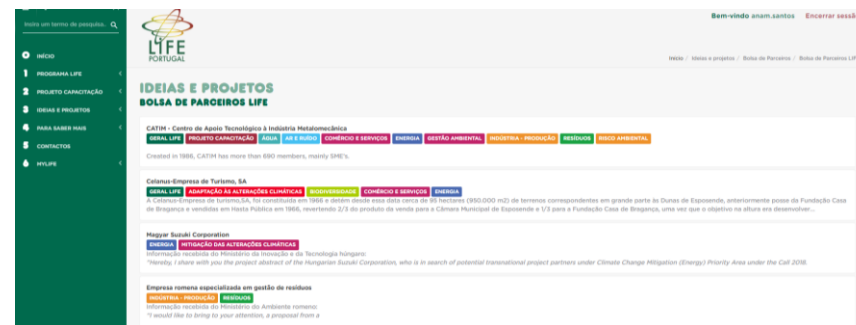 Insira um termo de pesquisa.
INÍCIO
1 PROGRAMA LIFE
2 PROJETO CAPACITAÇÃO
3 IDEIAS E PROJETOS
4 PARA SABER MAIS
5 CONTACTOS
6 MYLIFE
LIFE
PORTUGAL
Bem-vindo anam.santos Encerrar sessã
Início / Ideias e projetos / Bolsa de Parceiros / Bolsa de Parceiros LIF
IDEIAS E PROJETOS
BOLSA DE PARCEIROS LIFE
CATIM - Centro de Apoio Tecnológico à Indústria Metalomecânica
GERAL LIFE PROJETO CAPACITAÇÃO ÁGUA AR E RUÍDO COMÉRCIO E SERVIÇOS ENERGIA GESTÃO AMBIENTAL INDÚSTRIA - PRODUÇÃO RESÍDUOS RISCO AMBIENTAL
Created in 1986, CATIM has more than 690 members, mainly SME's.
Celanus-Empresa de Turismo, SA
GERAL LIFE ADAPTAÇÃO ÀS ALTERAÇÕES CLIMÁTICAS BIODIVERSIDADE COMÉRCIO E SERVIÇOS ENERGIA
A Celanus-Empresa de turismo,SA, foi constituída em 1968 e detém desde essa data cerca de 95 hectares (950.000 m2) de terrenos correspondentes em grande parte às Dunas de Esposende, anteriormente posse da Fundação Casa
de Bragança e vendidas em Hasta Pública em 1968, revertendo 2/3 do produto da venda para a Câmara Municipal de Esposende e 1/3 para a Fundação Casa de Bragança, uma vez que o objetivo na altura era desenvolver...
Magyar Suzuki Corporation
ENERGIA MITIGAÇÃO DAS ALTERAÇÕES CLIMÁTICAS
Informação recebida do Ministério da Inovação e da Tecnologia húngaro:
"Hereby, I share with you the project abstract of the Hungarian Suzuki Corporation, who is in search of potential transnational project partners under Climate Change Mitigation (Energy) Priority Area under the Call 2018.
Empresa romena especializada em gestão de resíduos
INDÚSTRIA - PRODUÇÃO RESÍDUOS
Informação recebida do Ministério do Ambiente romeno:
"I would like to bring to your attention, a proposal from a